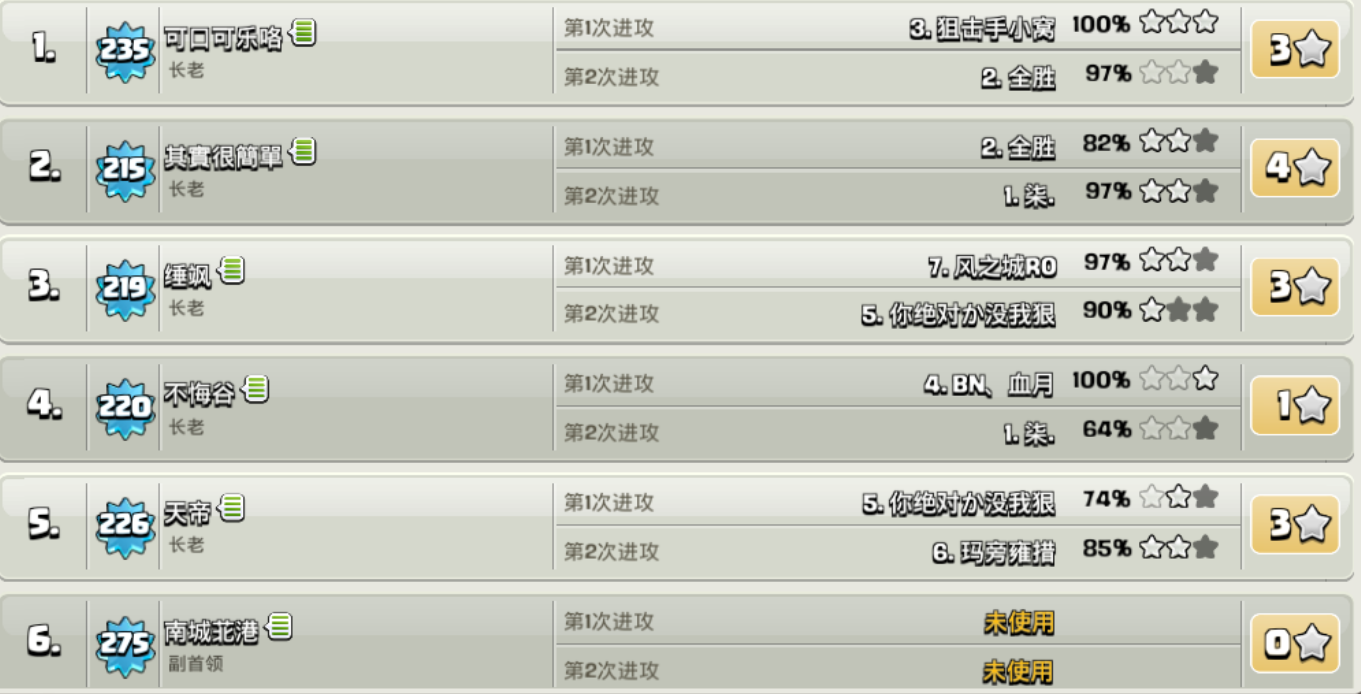 1. 235 可口可乐咯 第1次进攻 3. 狙击手小窝 100% 3
长老 第2次进攻 2. 全胜 97%
2. 215 其實很簡單 第1次进攻 2. 全胜 82% 4
长老 第2次进攻 1. 柒. 97%
3. 219 缍飒 第1次进攻 7. 风之城RO 97% 3
长老 第2次进攻 5. 你绝对か没我狠 90%
4. 220 不悔谷 第1次进攻 4. BN、血月 100% 1
长老 第2次进攻 1. 柒. 64%
5. 226 天帝 第1次进攻 5. 你绝对か没我狠 74% 3
长老 第2次进攻 6. 玛旁雍措 85%
6. 275 南城苝港 第1次进攻 未使用 0
副首领 第2次进攻 未使用